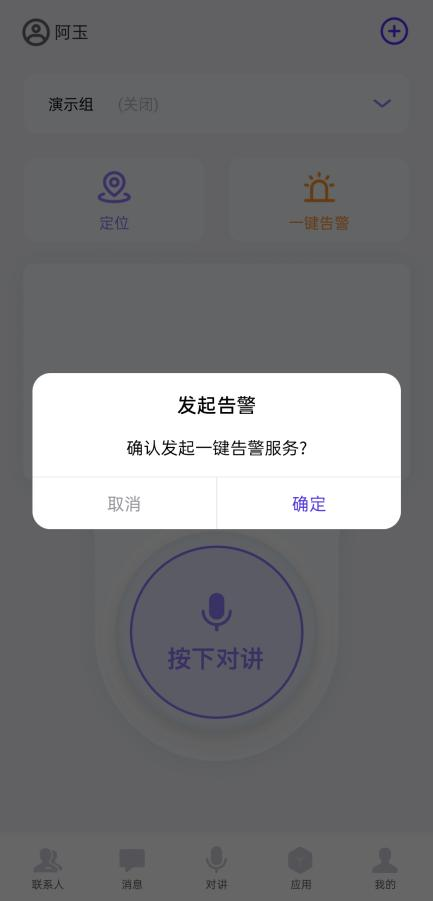 阿玉
演示组 (关闭)
定位
一键告警
发起告警
确认发起一键告警服务?
取消
确定
按下对讲
联系人
消息
对讲
应用
我的